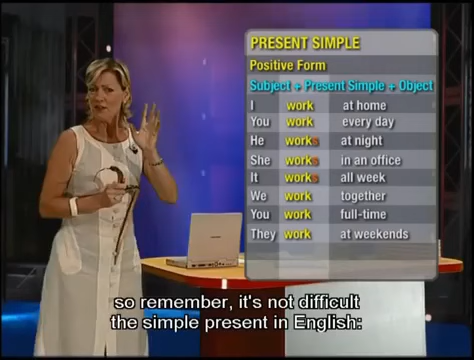 PRESENT SIMPLE
Positive Form
Subject + Present Simple + Object
I work at home
You work every day
He works at night
She works in an office
It works all week
We work together
You work full-time
They work at weekends
so remember, it's not difficult
the simple present in English: